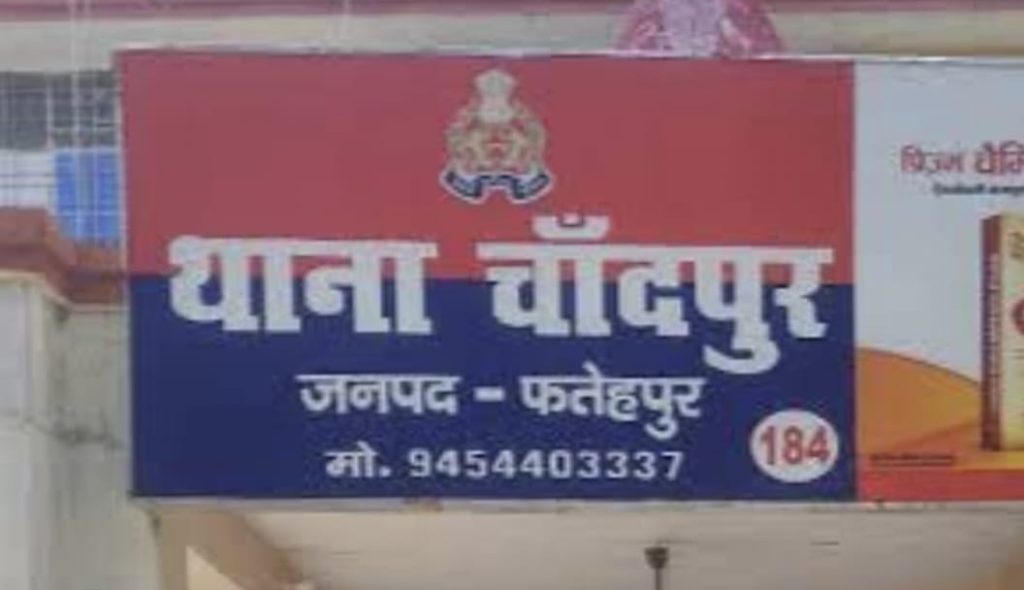 थाना चाँदपुर
जनपद - फतेहपुर
मो. 9454403337
184